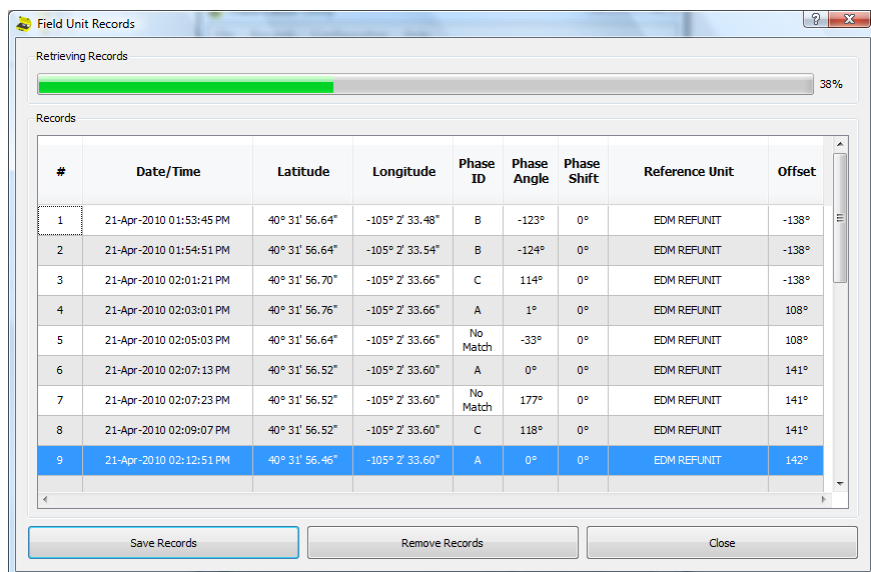 Field Unit Records
Retrieving Records
38%
Records
# Date/Time Latitude Longitude Phase ID Phase Angle Phase Shift Reference Unit Offset
1 21-Apr-2010 01:53:45 PM 40° 31' 56.64" -105° 2' 33.48" B -123° 0° EDM REFUNIT -138°
2 21-Apr-2010 01:54:51 PM 40° 31' 56.64" -105° 2' 33.54" B -124° 0° EDM REFUNIT -138°
3 21-Apr-2010 02:01:21 PM 40° 31' 56.70" -105° 2' 33.66" C 114° 0° EDM REFUNIT -138°
4 21-Apr-2010 02:03:01 PM 40° 31' 56.76" -105° 2' 33.66" A 1° 0° EDM REFUNIT 108°
5 21-Apr-2010 02:05:03 PM 40° 31' 56.64" -105° 2' 33.66" No Match -33° 0° EDM REFUNIT 108°
6 21-Apr-2010 02:07:13 PM 40° 31' 56.52" -105° 2' 33.60" A 0° 0° EDM REFUNIT 141°
7 21-Apr-2010 02:07:23 PM 40° 31' 56.52" -105° 2' 33.60" No Match 177° 0° EDM REFUNIT 141°
8 21-Apr-2010 02:09:07 PM 40° 31' 56.52" -105° 2' 33.60" C 118° 0° EDM REFUNIT 141°
9 21-Apr-2010 02:12:51 PM 40° 31' 56.46" -105° 2' 33.60" A 0° 0° EDM REFUNIT 142°
Save Records Remove Records Close